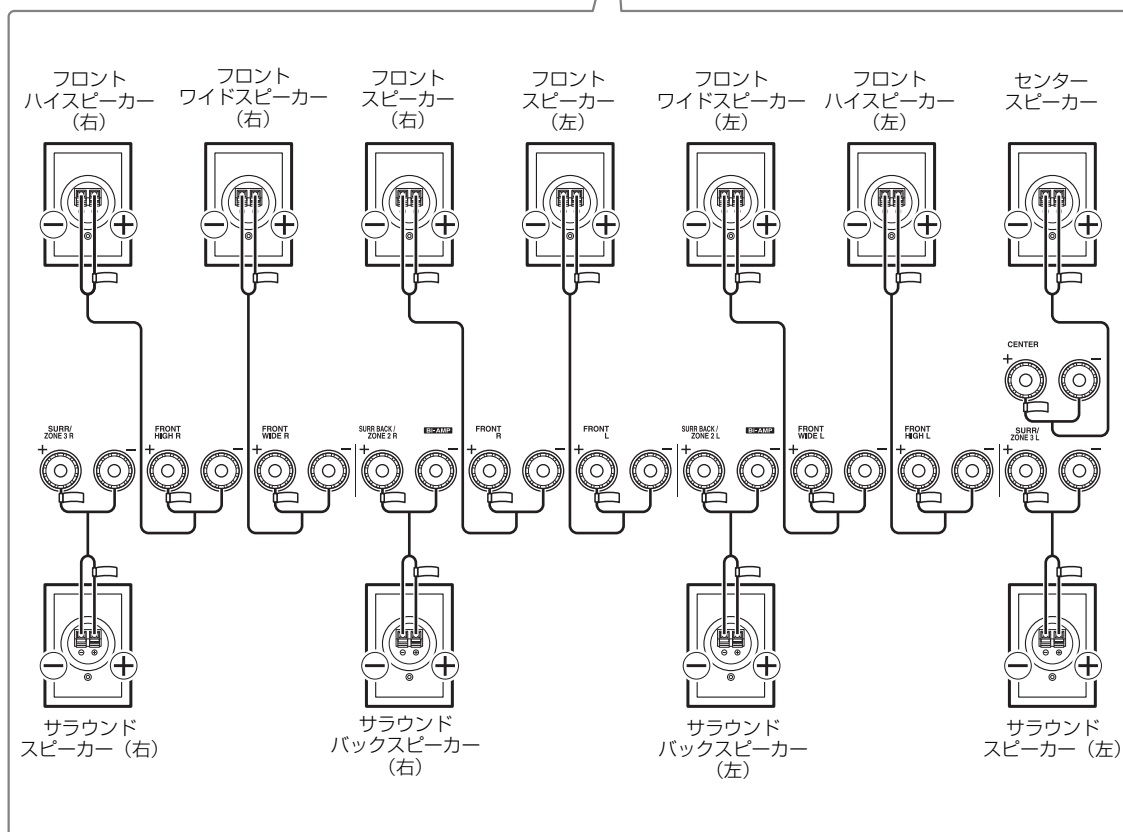 フロント
ハイスピーカー
（右）
フロント
ワイドスピーカー
（右）
フロント
スピーカー
（右）
フロント
スピーカー
（左）
フロント
ワイドスピーカー
（左）
フロント
ハイスピーカー
（左）
センター
スピーカー
CENTER
SURR/
ZONE 3 R
FRONT
HIGH R
FRONT
WIDE R
SURR BACK /
ZONE 2 R
Bi-AMP
FRONT
R
FRONT
L
SURR BACK /
ZONE 2 L
Bi-AMP
FRONT
WIDE L
FRONT
HIGH L
SURR/
ZONE 3 L
サラウンド
スピーカー（右）
サラウンド
バックスピーカー
（右）
サラウンド
バックスピーカー
（左）
サラウンド
スピーカー（左）